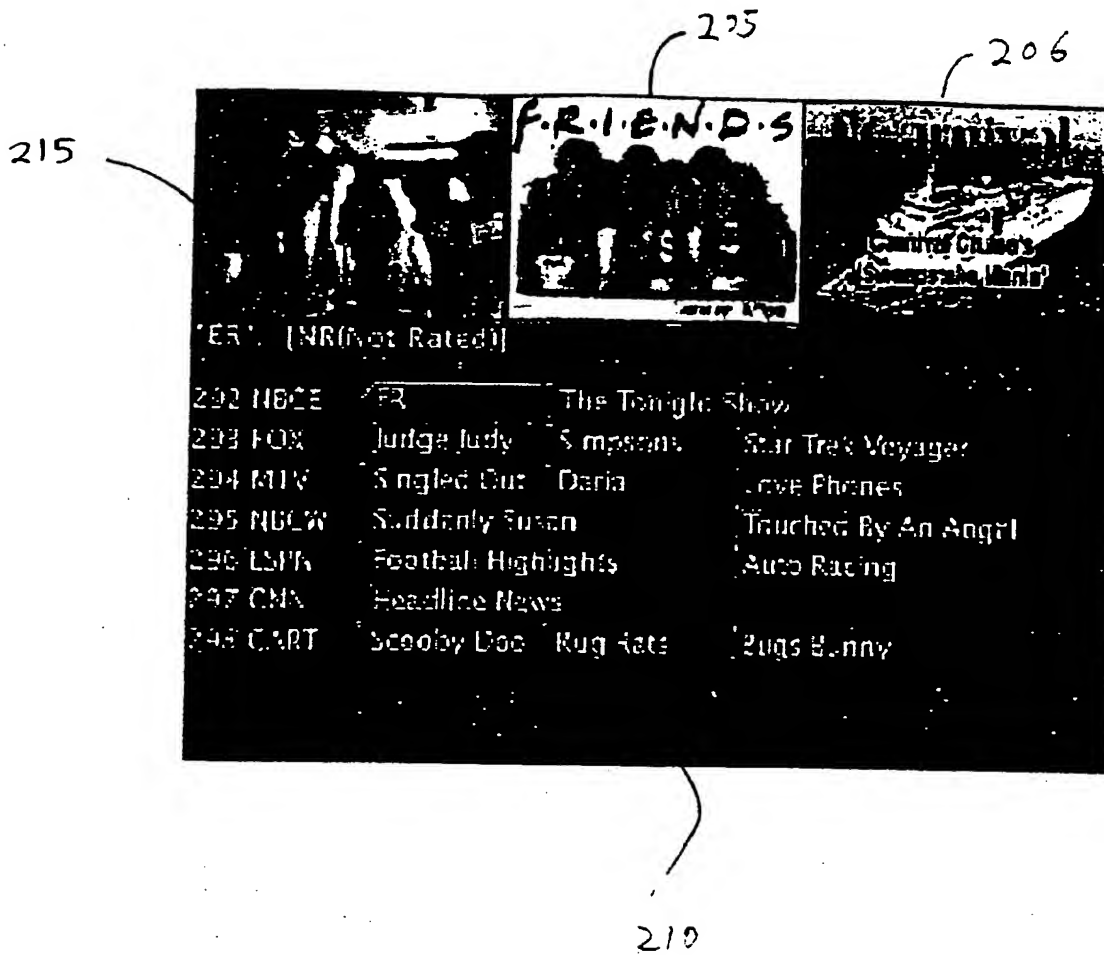 205
206
215
F.R.I.E.N.D.S
Carnival Cruise's
"ER". [NR(Not Rated)]
292 NBCE ER The Tonight Show
293 FOX Judge Judy Simpsons Star Trek Voyager
294 MTV Singled Out Daria Love Phones
295 NBCW Suddenly Susan Touched By An Angel
296 ESPN Football Highlights Auto Racing
297 CNN Headline News
298 CART Scooby Doo Rug Rats Bugs Bunny
210